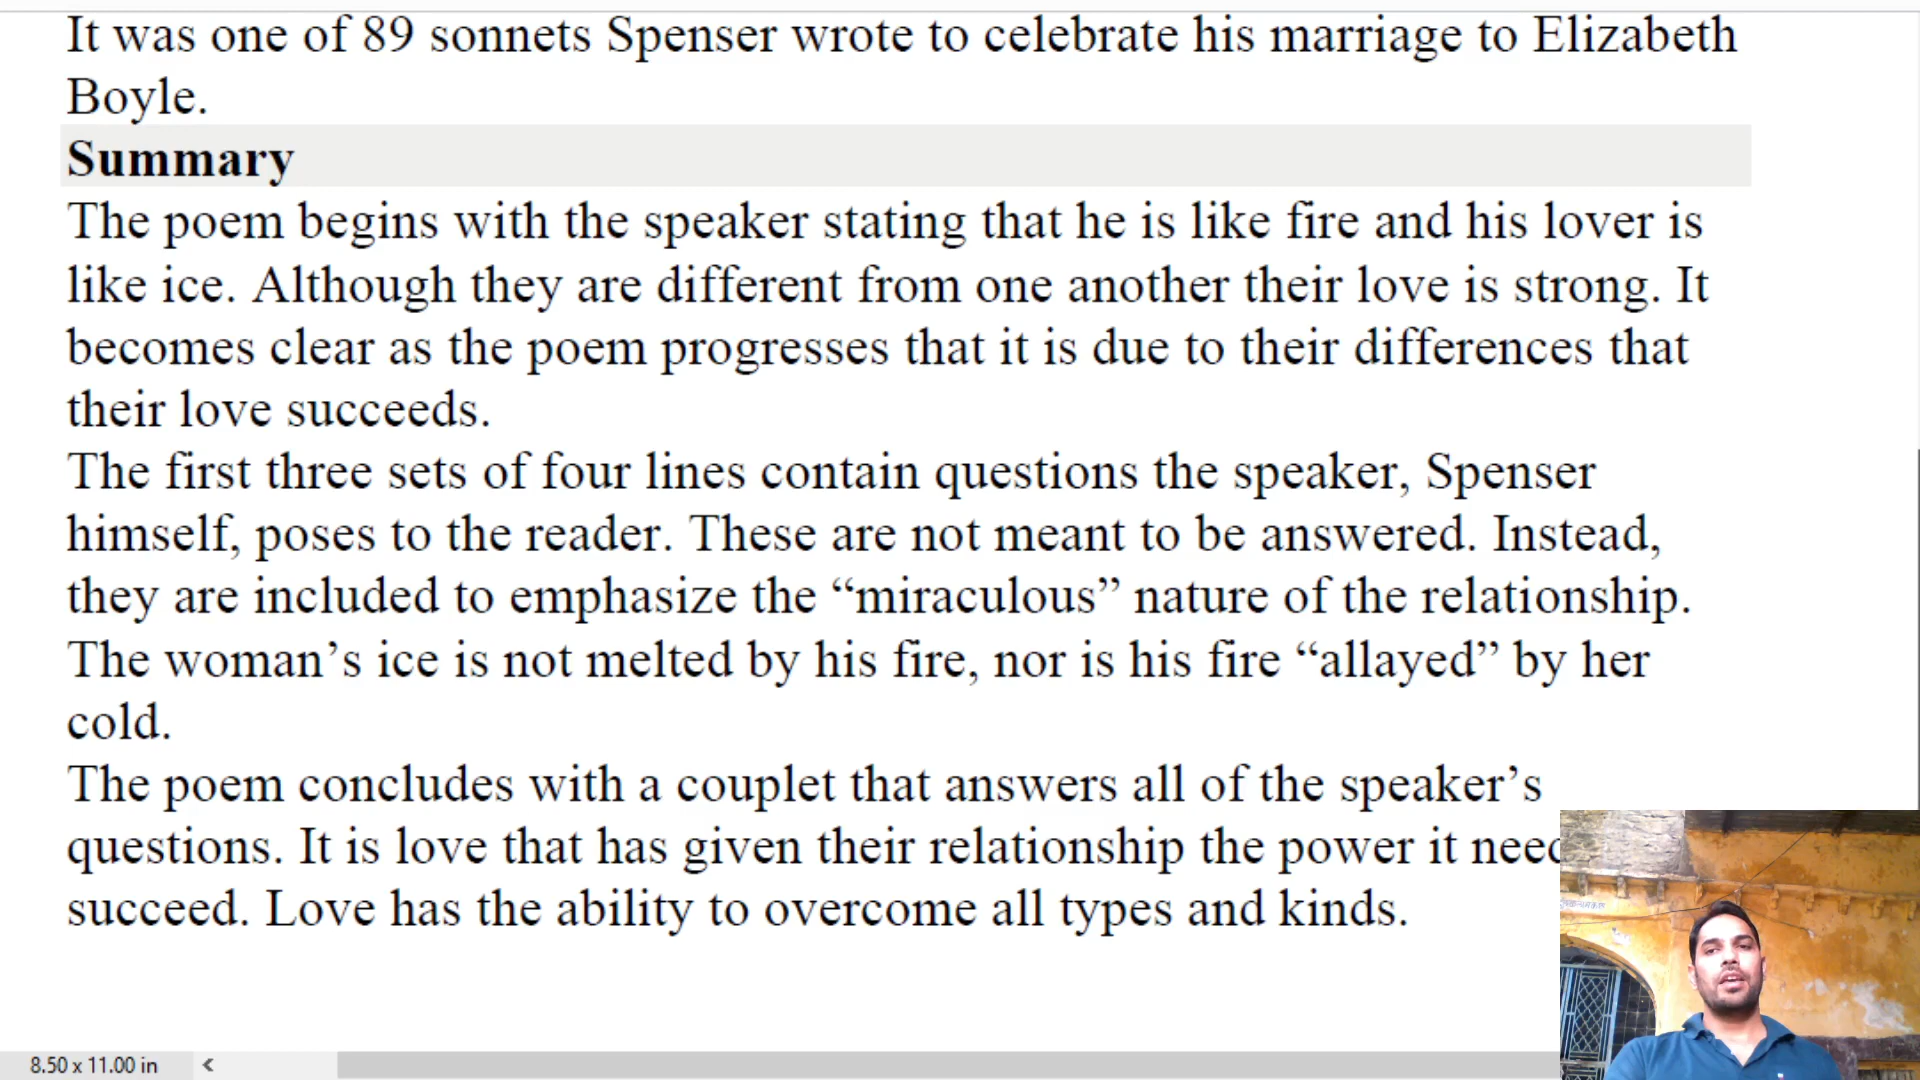 It was one of 89 sonnets Spenser wrote to celebrate his marriage to Elizabeth
Boyle.
Summary
The poem begins with the speaker stating that he is like fire and his lover is
like ice. Although they are different from one another their love is strong. It
becomes clear as the poem progresses that it is due to their differences that
their love succeeds.
The first three sets of four lines contain questions the speaker, Spenser
himself, poses to the reader. These are not meant to be answered. Instead,
they are included to emphasize the “miraculous” nature of the relationship.
The woman’s ice is not melted by his fire, nor is his fire “allayed” by her
cold.
The poem concludes with a couplet that answers all of the speaker’s
questions. It is love that has given their relationship the power it
succeed. Love has the ability to overcome all types and kinds.
8.50 x 11.00 in